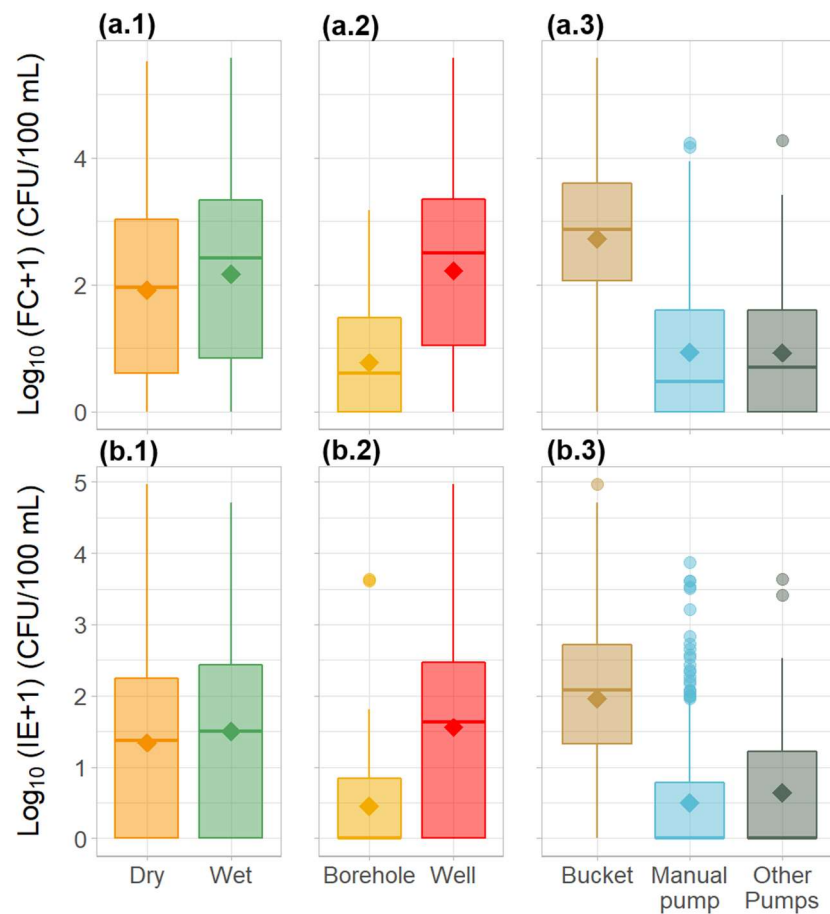 (a.1) (a.2) (a.3)
Log₁₀ (FC+1) (CFU/100 mL)
4
2
0
(b.1) (b.2) (b.3)
Log₁₀ (IE+1) (CFU/100 mL)
5
4
3
2
1
0
Dry Wet Borehole Well Bucket Manual Other
pump Pumps